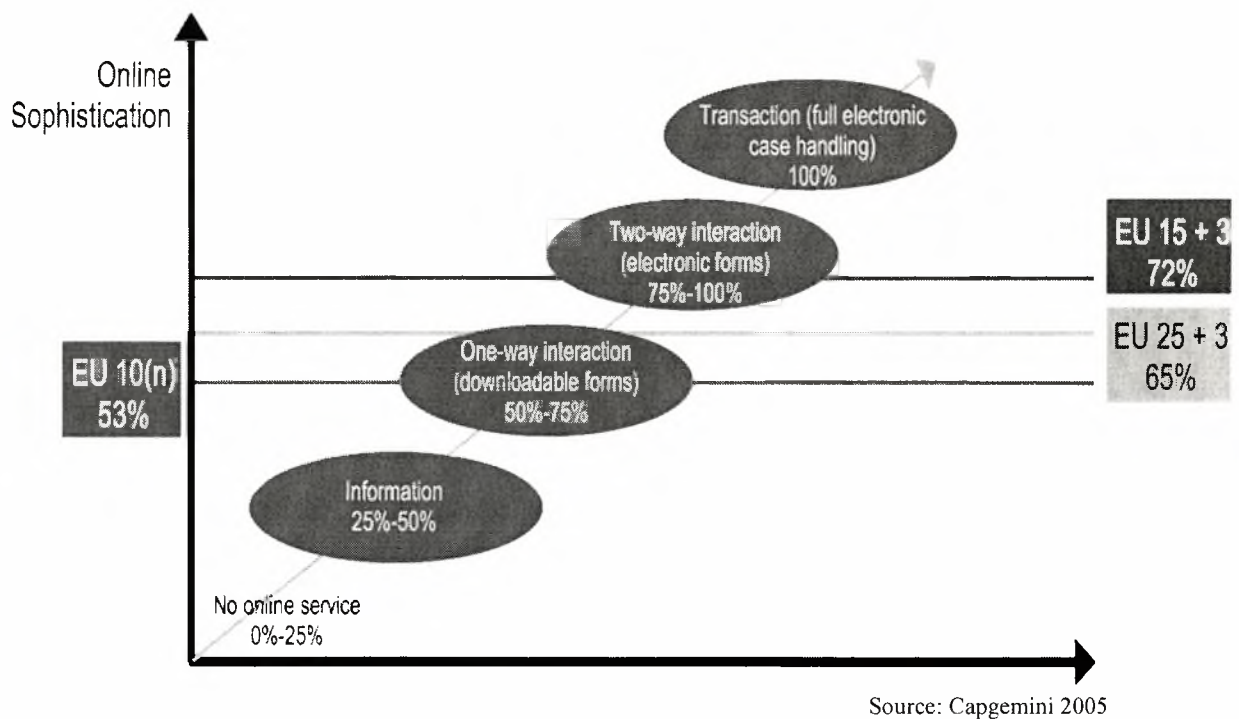 Online
Sophistication
Transaction (full electronic
case handling)
100%
Two-way interaction
(electronic forms)
75%-100%
EU 15 + 3
72%
EU 25 + 3
65%
EU 10(n)
53%
One-way interaction
(downloadable forms)
50%-75%
Information
25%-50%
No online service
0%-25%
Source: Capgemini 2005